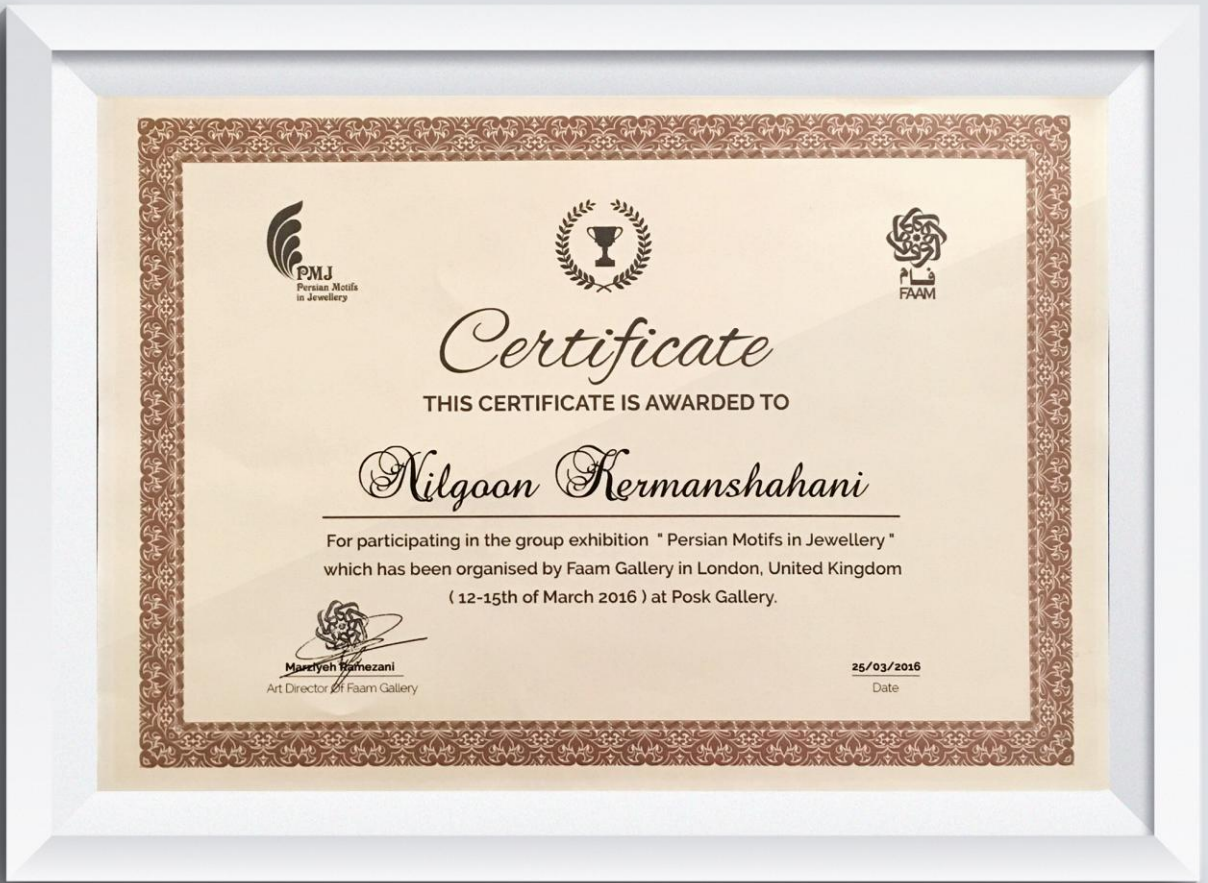 PMJ
Persian Motifs
in Jewellery
فام
FAAM
Certificate
THIS CERTIFICATE IS AWARDED TO
Nilgoon Kermanshahani
For participating in the group exhibition " Persian Motifs in Jewellery "
which has been organised by Faam Gallery in London, United Kingdom
( 12-15th of March 2016 ) at Posk Gallery.
Marziyeh Ramezani
Art Director Of Faam Gallery
25/03/2016
Date